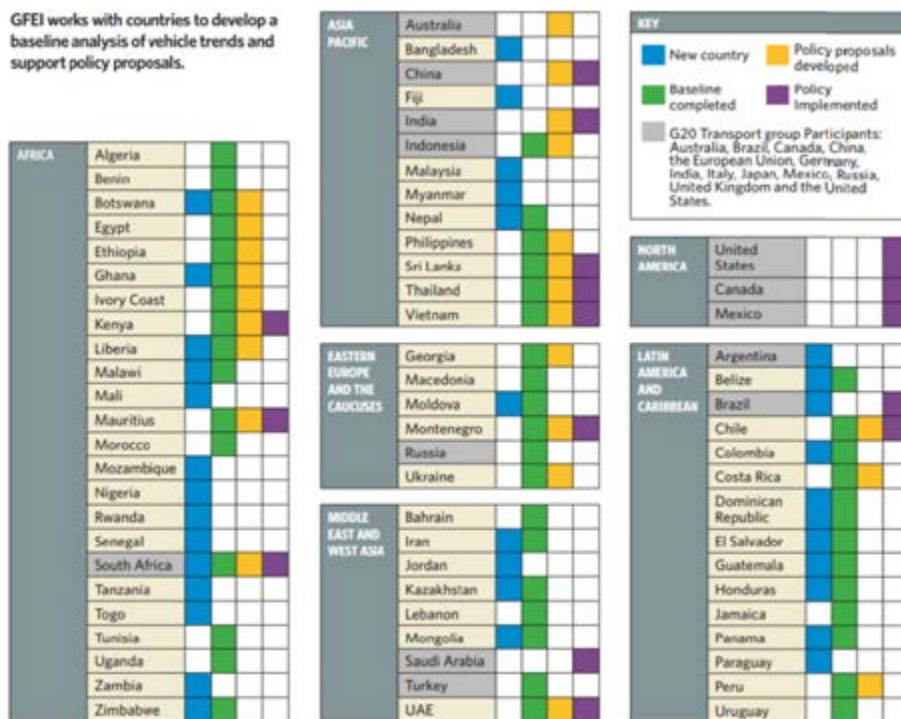 GFEI works with countries to develop a
baseline analysis of vehicle trends and
support policy proposals.
AFRICA
Algeria
Benin
Botswana
Egypt
Ethiopia
Ghana
Ivory Coast
Kenya
Liberia
Malawi
Mali
Mauritius
Morocco
Mozambique
Nigeria
Rwanda
Senegal
South Africa
Tanzania
Togo
Tunisia
Uganda
Zambia
Zimbabwe
ASIA
PACIFIC
Australia
Bangladesh
China
Fiji
India
Indonesia
Malaysia
Myanmar
Nepal
Philippines
Sri Lanka
Thailand
Vietnam
EASTERN
EUROPE
AND THE
CAUCUSES
Georgia
Macedonia
Moldova
Montenegro
Russia
Ukraine
MIDDLE
EAST AND
WEST ASIA
Bahrain
Iran
Jordan
Kazakhstan
Lebanon
Mongolia
Saudi Arabia
Turkey
UAE
KEY
New country
Policy proposals
developed
Baseline
completed
Policy
Implemented
G20 Transport group Participants:
Australia, Brazil, Canada, China,
the European Union, Germany,
India, Italy, Japan, Mexico, Russia,
United Kingdom and the United
States.
NORTH
AMERICA
United
States
Canada
Mexico
LATIN
AMERICA
AND
CARIBBEAN
Argentina
Belize
Brazil
Chile
Colombia
Costa Rica
Dominican
Republic
El Salvador
Guatemala
Honduras
Jamaica
Panama
Paraguay
Peru
Uruguay